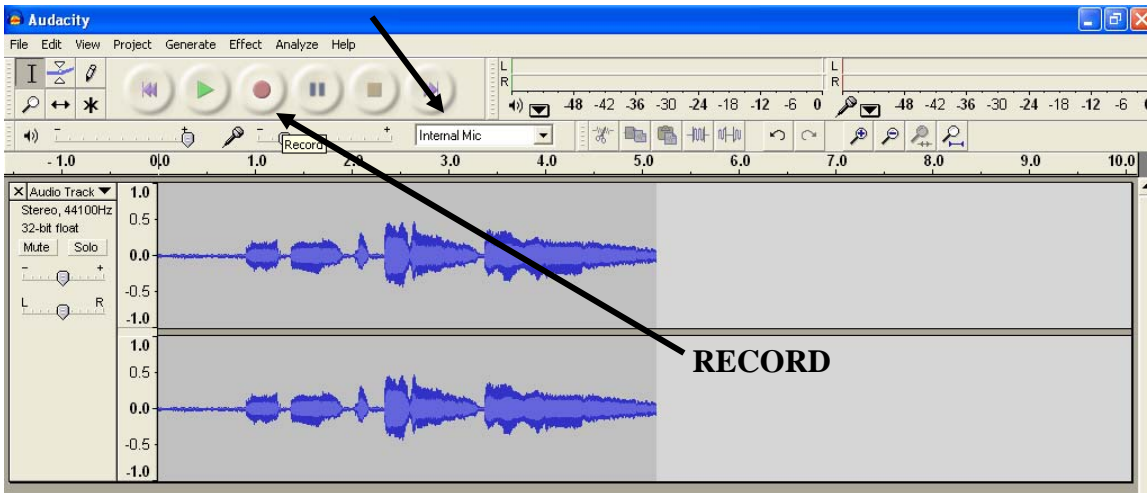 Audacity
File Edit View Project Generate Effect Analyze Help
L
R
-48 -42 -36 -30 -24 -18 -12 -6 0
L
R
-48 -42 -36 -30 -24 -18 -12 -6 0
- + - + Internal Mic
Record
- 1.0 0.0 1.0 2.0 3.0 4.0 5.0 6.0 7.0 8.0 9.0 10.0
X Audio Track
Stereo, 44100Hz
32-bit float
Mute Solo
- +
L R
1.0
0.5
0.0
-0.5
-1.0
1.0
0.5
0.0
-0.5
-1.0
RECORD